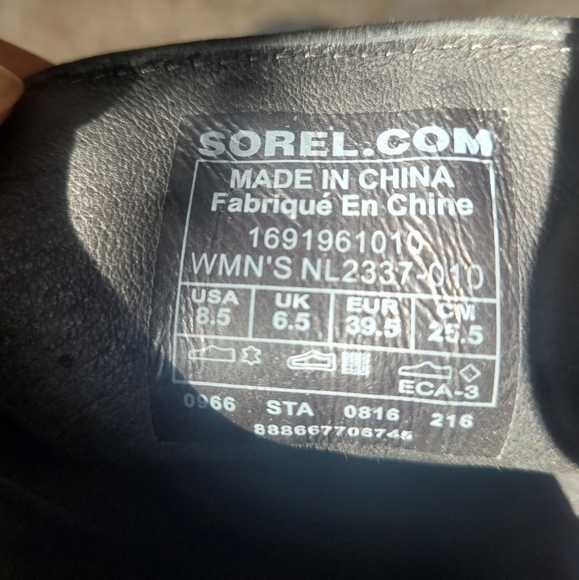 SOREL.COM
MADE IN CHINA
Fabriqué En Chine
1691961010
WMN'S NL2337-010
USA UK EUR CM
8.5 6.5 39.5 25.5
ECA-3
0966 STA 0816 216
888667706745